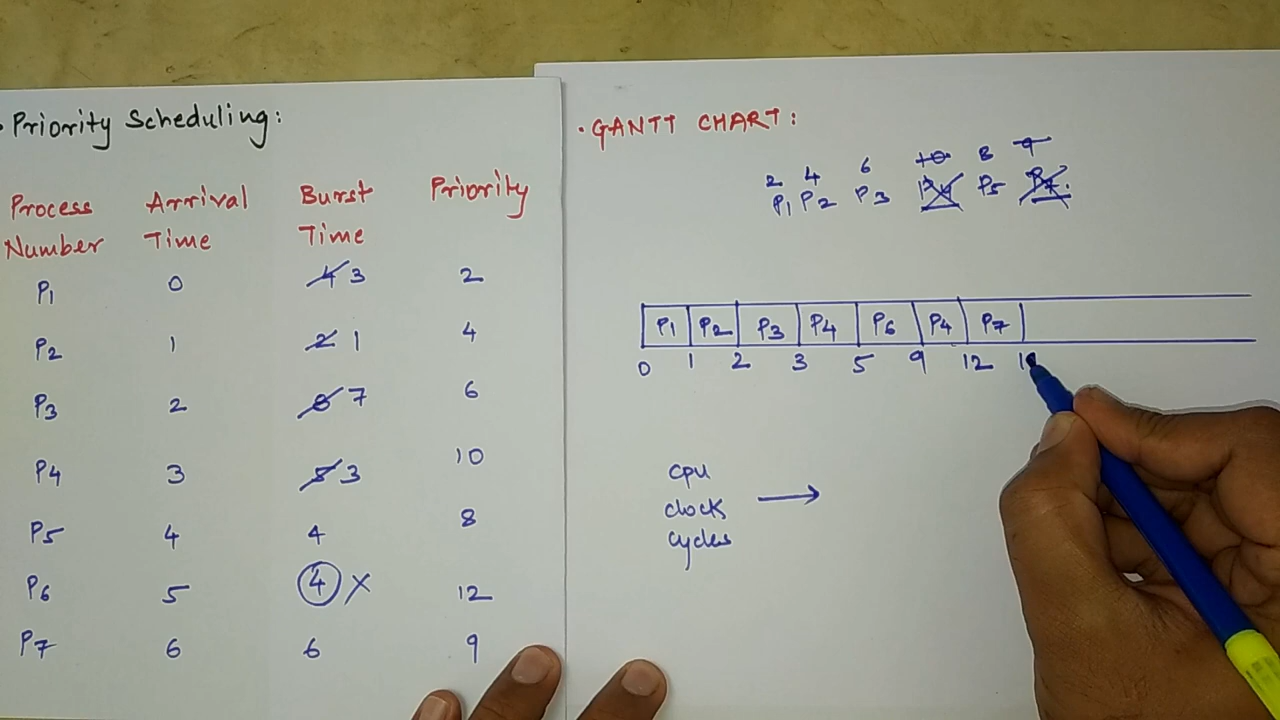 · Priority Scheduling:
Process Number Arrival Time Burst Time Priority
P1 0 4 3 2
P2 1 2 1 4
P3 2 8 7 6
P4 3 5 3 10
P5 4 4 8
P6 5 4 X 12
P7 6 6 9
· GANTT CHART:
2 4 6 10 8 9
P1 P2 P3 P4 P5 P7
P1 P2 P3 P4 P6 P4 P7
0 1 2 3 5 9 12
cpu
clock
cycles →